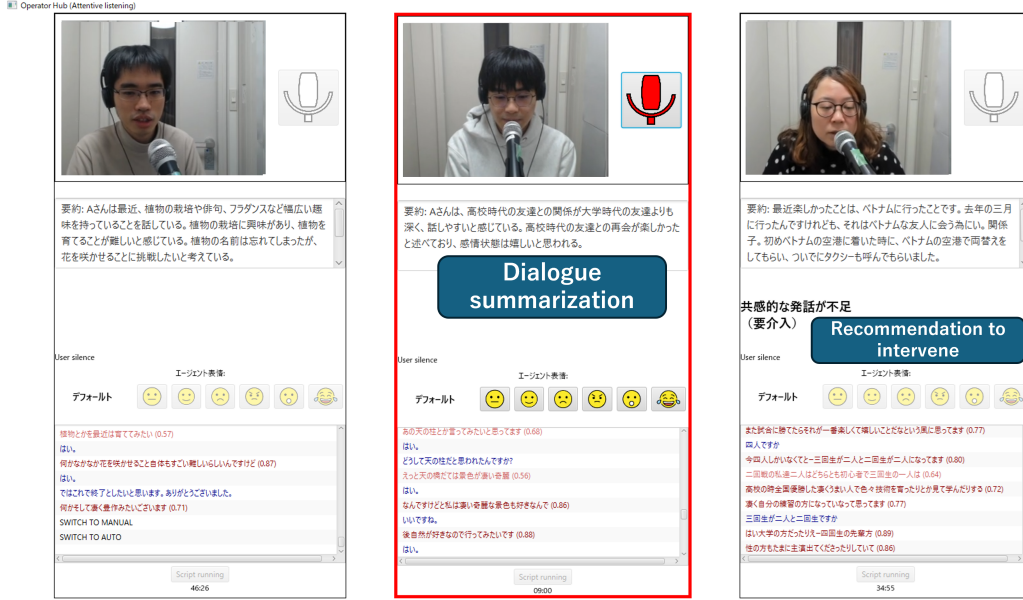 Operator Hub (Attentive listening)
要約: Aさんは最近、植物の栽培や俳句、フラダンスなど幅広い趣
味を持っていることを話している。植物の栽培に興味があり、植物を
育てることが難しいと感じている。植物の名前は忘れてしまったが、
花を咲かせることに挑戦したいと考えている。
User silence
エージェント表情:
デフォールト
植物とかを最近は育ててみたい (0.57)
はい。
何かなかなか花を咲かせること自体もすごい難しいらしいんですけど (0.87)
はい。
ではこれで終了としたいと思います。ありがとうございました。
何かそして凄く豊作みたいございます (0.71)
SWITCH TO MANUAL
SWITCH TO AUTO
Script running
46:26
要約: Aさんは、高校時代の友達との関係が大学時代の友達よりも
深く、話しやすいと感じている。高校時代の友達との再会が楽しかった
と述べており、感情状態は嬉しいと思われる。
Dialogue
summarization
User silence
エージェント表情:
デフォールト
あの天の性とか言ってみたいと思ってます (0.68)
はい。
どうして天の性だと思われたんですか?
えっと天の橋だては景色が凄い奇麗 (0.56)
はい。
なんですけどと私は凄い奇麗な景色も好きなんで (0.86)
いいですね。
後自然が好きなので行ってみたいです (0.88)
はい。
Script running
09:00
要約: 最近楽しかったことは、ベトナムに行ったことです。去年の三月
に行ったんですけれども、それはベトナムな友人に会う為にい。関係
子。初めベトナムの空港に着いた時に、ベトナムの空港で両替えを
してもらい、ついでにタクシーも呼んでもらいました。
共感的な発話が不足
（要介入）
Recommendation to
intervene
User silence
エージェント表情:
デフォールト
また試合に勝てたらそれが一番楽しくて嬉しいことだなという風に思ってます (0.77)
四人ですか
今四人しかいなくてと−三回生が二人と二回生が二人になってます (0.80)
二回戦の私達二人はどちらとも初心者で三回生の一人は (0.64)
高校の時全国優勝した凄くうまい人で色々技術を育ったりとか見て学んだりする (0.72)
凄く自分の練習の方になっていなって思ってます (0.77)
三回生が二人と二回生ですか
はい大学の方だったりえ−四回生の先輩方 (0.89)
性の方もたまに主演出てくださったりしていて (0.86)
Script running
34:55